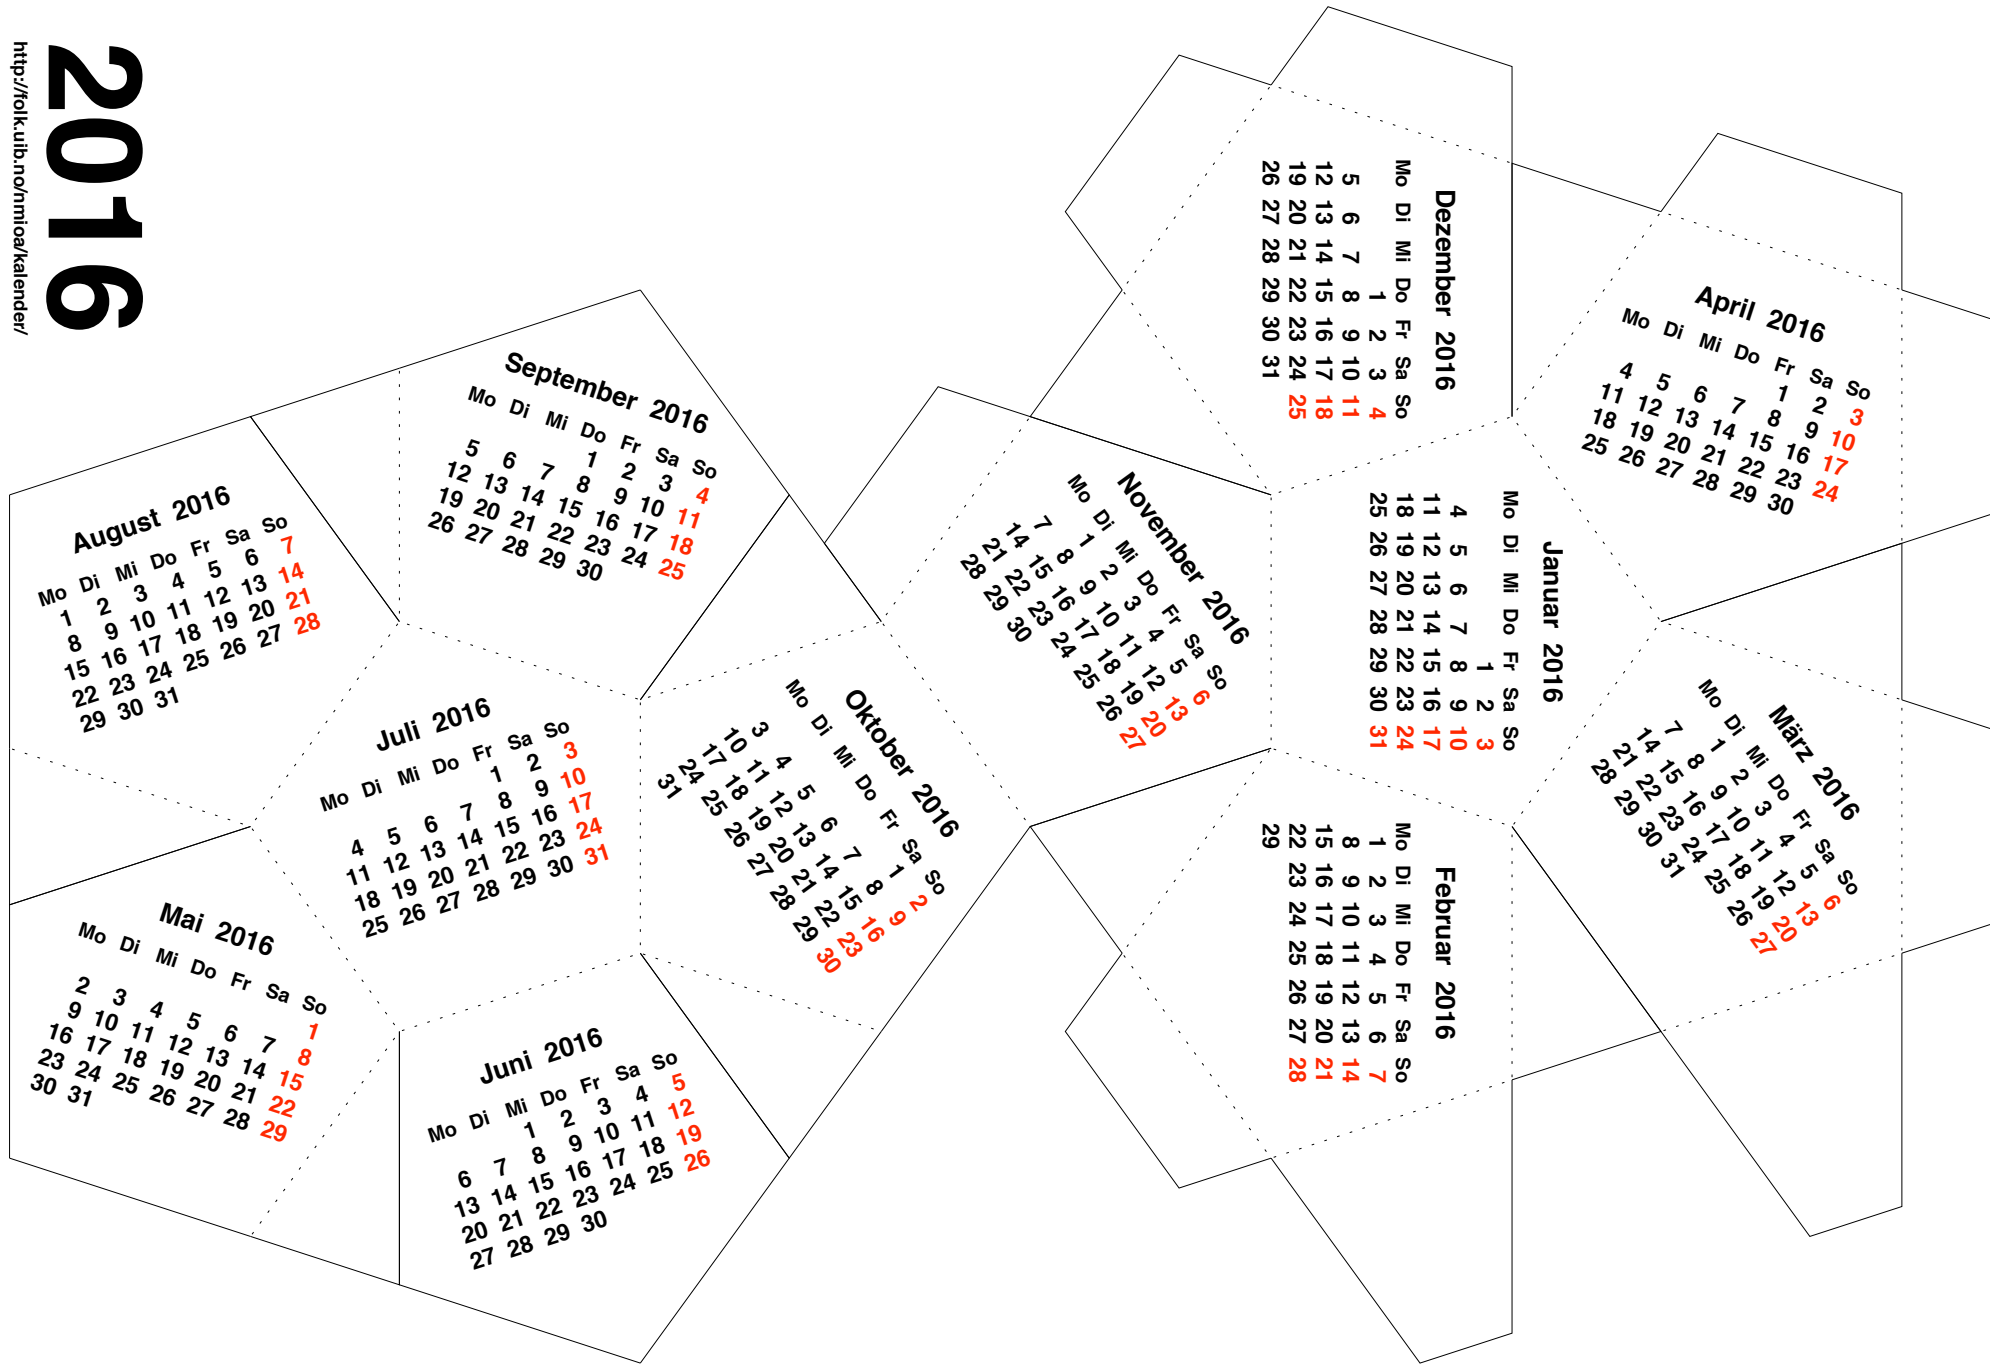 2016
http://folk.uib.no/nmioa/kalender/
Januar 2016
Mo Di Mi Do Fr Sa So
1 2 3
4 5 6 7 8 9 10
11 12 13 14 15 16 17
18 19 20 21 22 23 24
25 26 27 28 29 30 31
Februar 2016
Mo Di Mi Do Fr Sa So
1 2 3 4 5 6 7
8 9 10 11 12 13 14
15 16 17 18 19 20 21
22 23 24 25 26 27 28
29
März 2016
Mo Di Mi Do Fr Sa So
1 2 3 4 5 6
7 8 9 10 11 12 13
14 15 16 17 18 19 20
21 22 23 24 25 26 27
28 29 30 31
April 2016
Mo Di Mi Do Fr Sa So
1 2 3
4 5 6 7 8 9 10
11 12 13 14 15 16 17
18 19 20 21 22 23 24
25 26 27 28 29 30
Mai 2016
Mo Di Mi Do Fr Sa So
1
2 3 4 5 6 7 8
9 10 11 12 13 14 15
16 17 18 19 20 21 22
23 24 25 26 27 28 29
30 31
Juni 2016
Mo Di Mi Do Fr Sa So
1 2 3 4 5
6 7 8 9 10 11 12
13 14 15 16 17 18 19
20 21 22 23 24 25 26
27 28 29 30
Juli 2016
Mo Di Mi Do Fr Sa So
1 2 3
4 5 6 7 8 9 10
11 12 13 14 15 16 17
18 19 20 21 22 23 24
25 26 27 28 29 30 31
August 2016
Mo Di Mi Do Fr Sa So
1 2 3 4 5 6 7
8 9 10 11 12 13 14
15 16 17 18 19 20 21
22 23 24 25 26 27 28
29 30 31
September 2016
Mo Di Mi Do Fr Sa So
1 2 3 4
5 6 7 8 9 10 11
12 13 14 15 16 17 18
19 20 21 22 23 24 25
26 27 28 29 30
Oktober 2016
Mo Di Mi Do Fr Sa So
1 2
3 4 5 6 7 8 9
10 11 12 13 14 15 16
17 18 19 20 21 22 23
24 25 26 27 28 29 30
31
November 2016
Mo Di Mi Do Fr Sa So
1 2 3 4 5 6
7 8 9 10 11 12 13
14 15 16 17 18 19 20
21 22 23 24 25 26 27
28 29 30
Dezember 2016
Mo Di Mi Do Fr Sa So
1 2 3 4
5 6 7 8 9 10 11
12 13 14 15 16 17 18
19 20 21 22 23 24 25
26 27 28 29 30 31